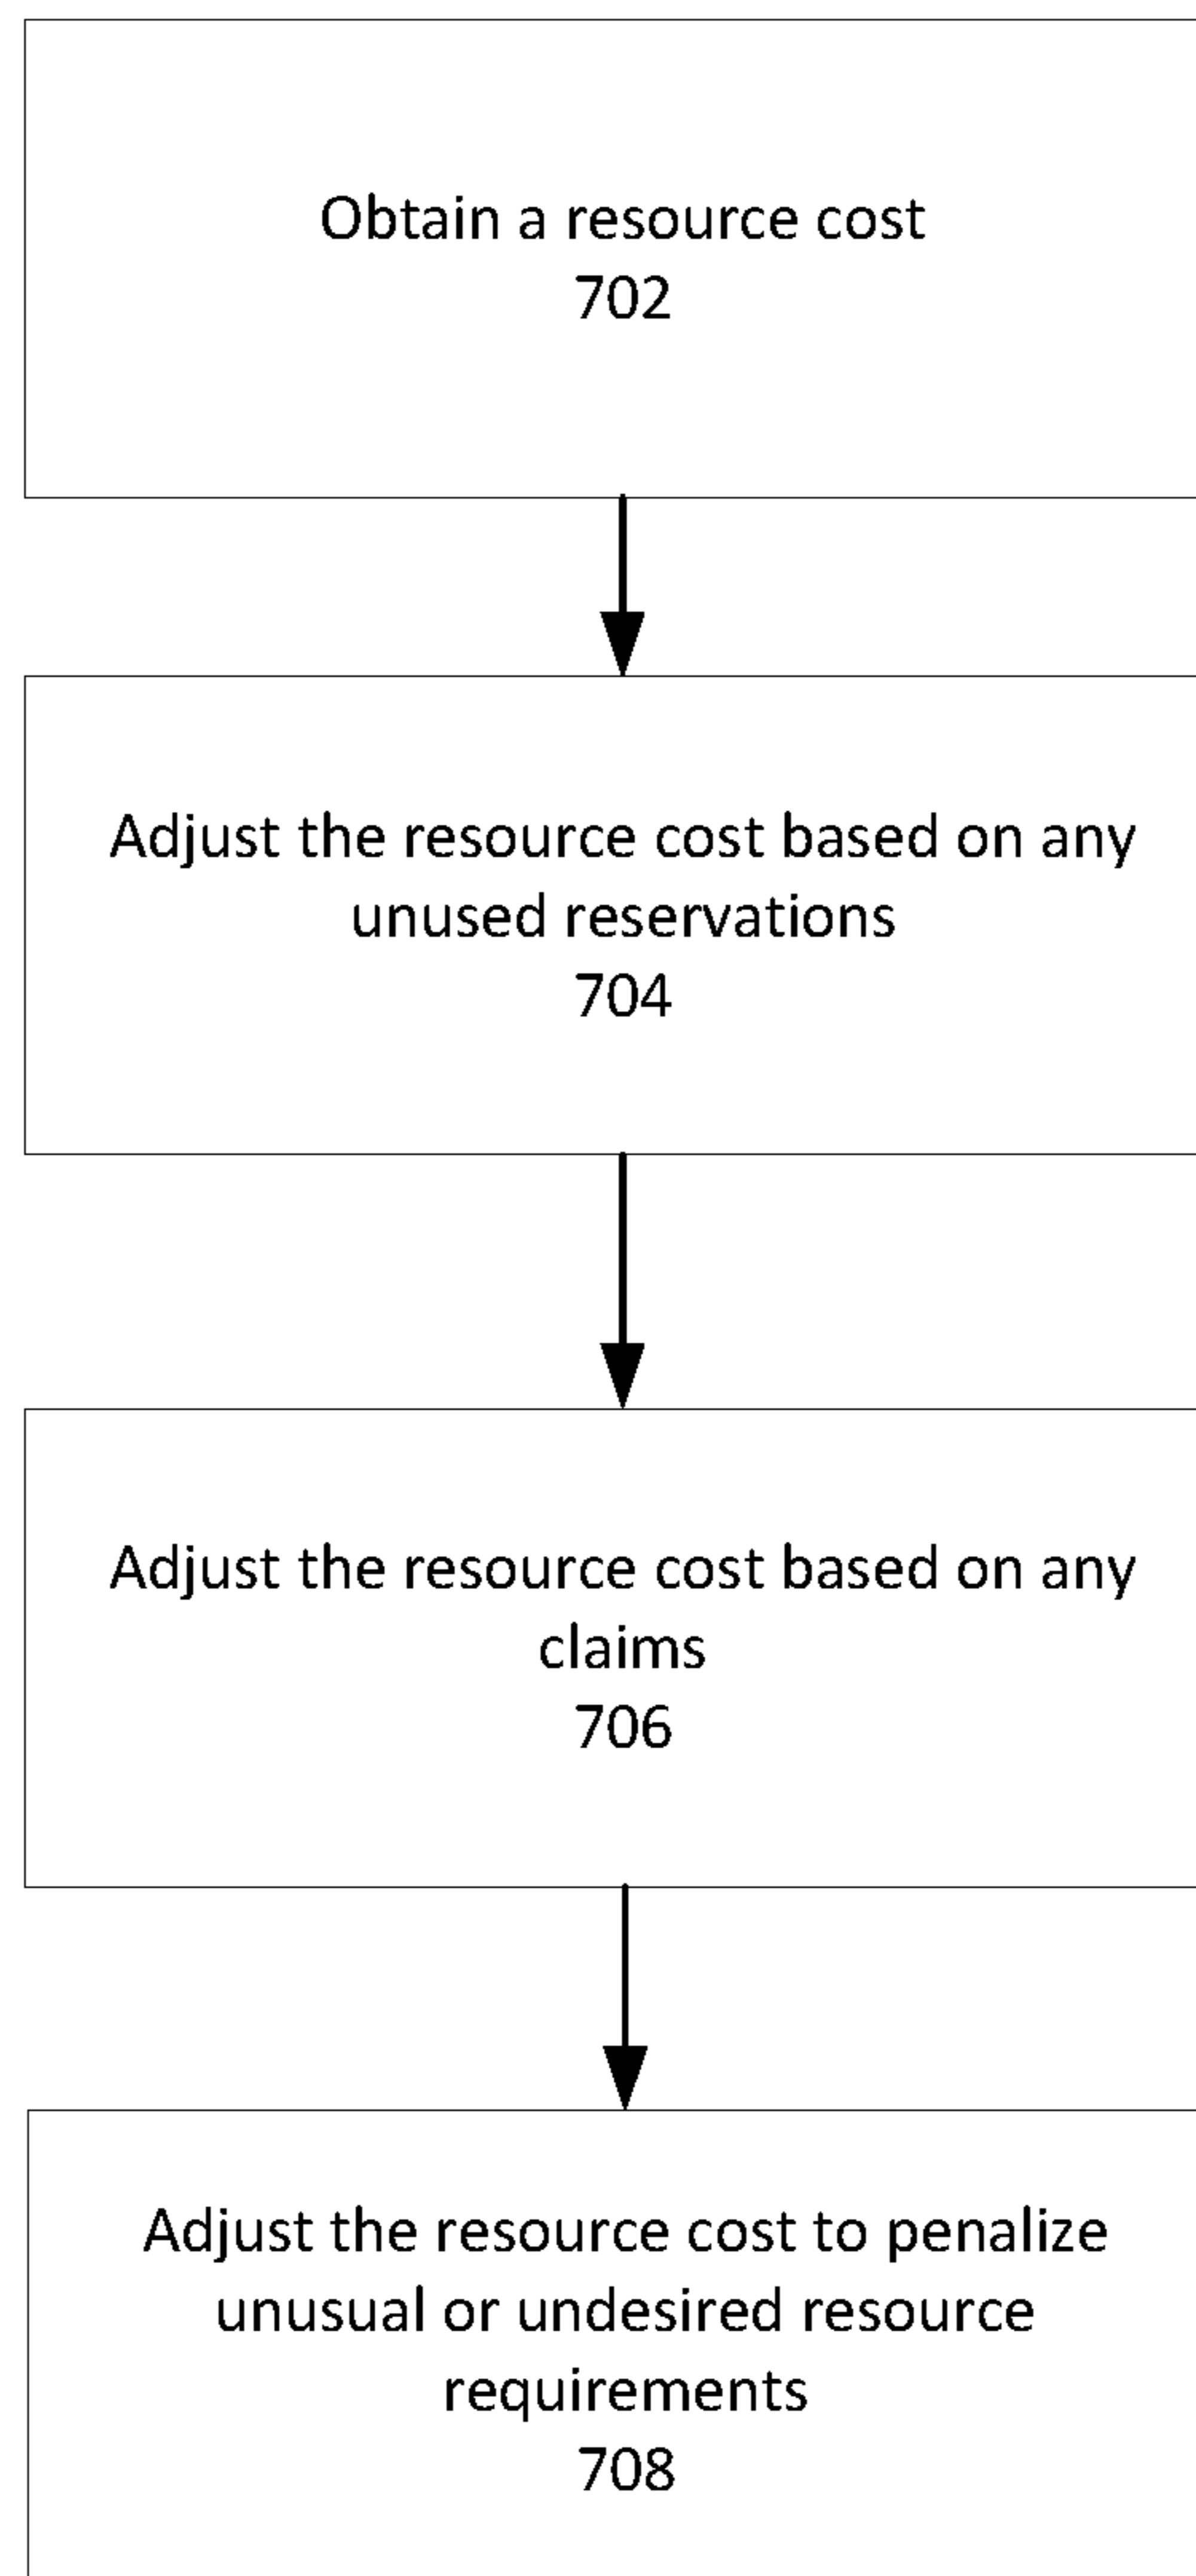 Obtain a resource cost
702
Adjust the resource cost based on any
unused reservations
704
Adjust the resource cost based on any
claims
706
Adjust the resource cost to penalize
unusual or undesired resource
requirements
708